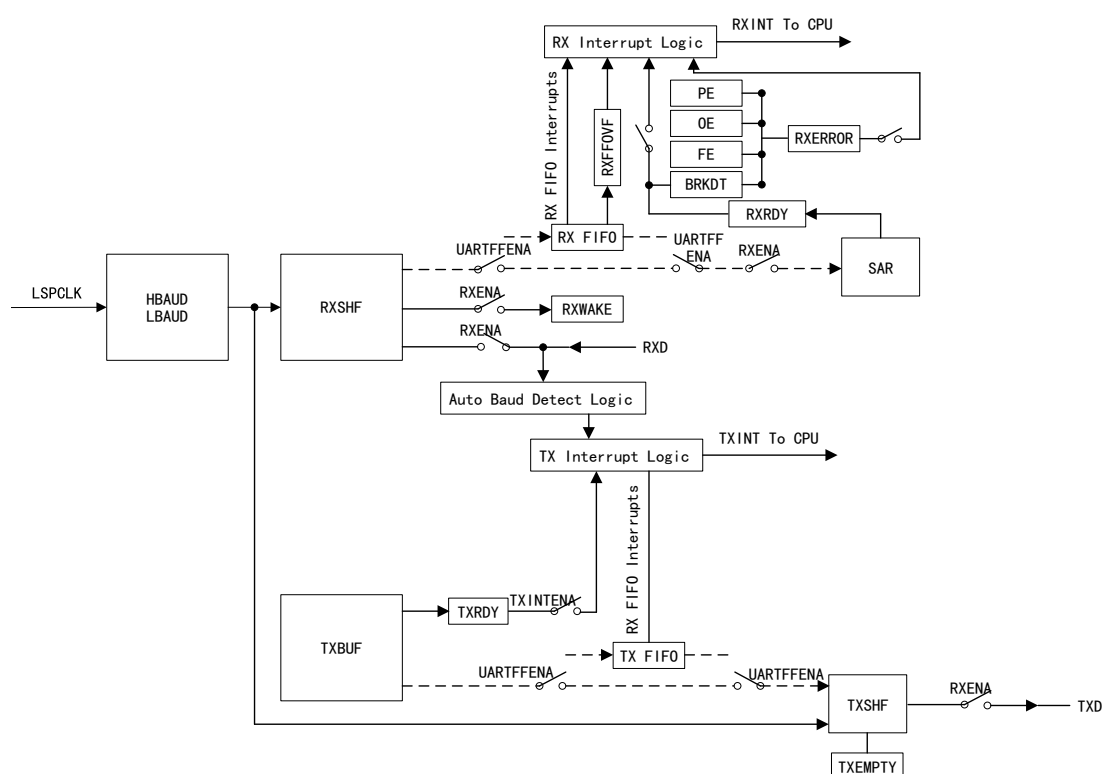 RXINT To CPU
RX Interrupt Logic
RX FIFO Interrupts
RXFFOVF
PE
OE
FE
BRKDT
RXERROR
RXRDY
RX FIFO
UARTFFENA
UARTFF
ENA
RXENA
SAR
LSPCLK
HBAUD
LBAUD
RXSHF
RXENA
RXWAKE
RXENA
RXD
Auto Baud Detect Logic
TX Interrupt Logic
TXINT To CPU
RX FIFO Interrupts
TXBUF
TXRDY
TXINTENA
TX FIFO
UARTFFENA
UARTFFENA
TXSHF
RXENA
TXD
TXEMPTY